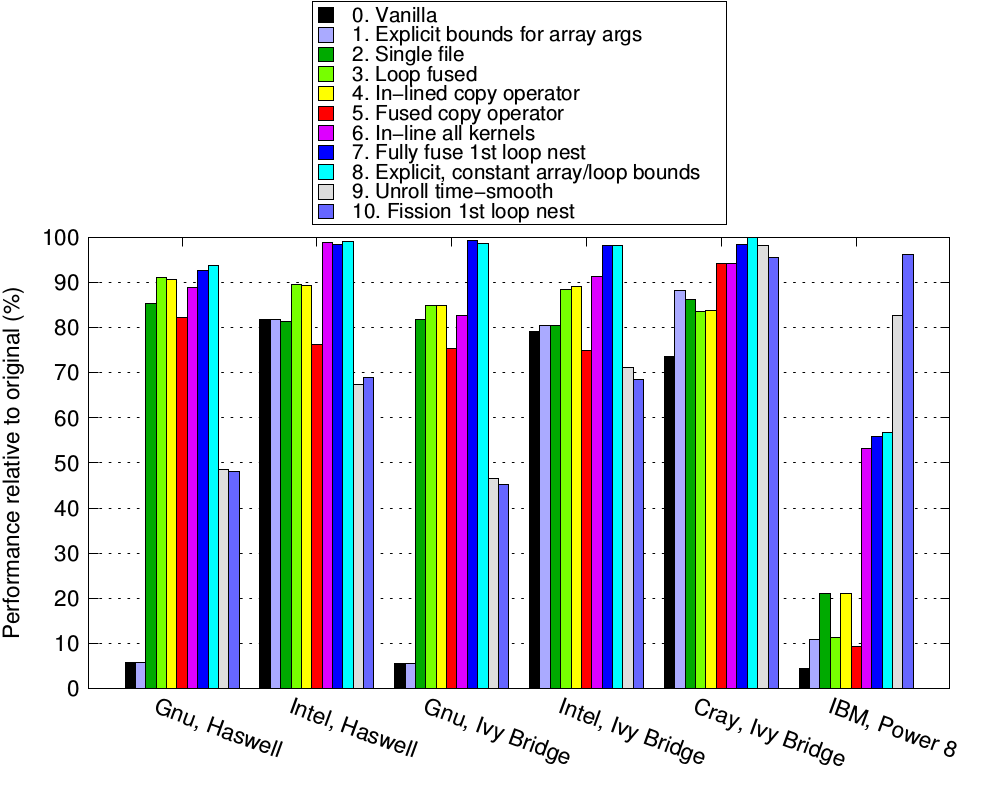 0. Vanilla
1. Explicit bounds for array args
2. Single file
3. Loop fused
4. In−lined copy operator
5. Fused copy operator
6. In−line all kernels
7. Fully fuse 1st loop nest
8. Explicit, constant array/loop bounds
9. Unroll time−smooth
10. Fission 1st loop nest
Performance relative to original (%)
100
90
80
70
60
50
40
30
20
10
0
Gnu, Haswell
Intel, Haswell
Gnu, Ivy Bridge
Intel, Ivy Bridge
Cray, Ivy Bridge
IBM, Power 8